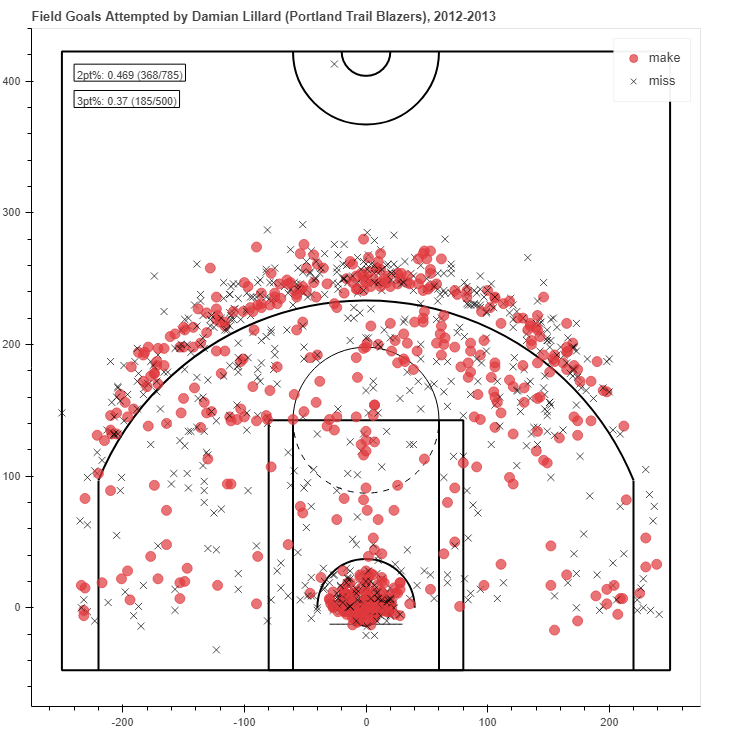 Field Goals Attempted by Damian Lillard (Portland Trail Blazers), 2012-2013
make
miss
2pt%: 0.469 (368/785)
3pt%: 0.37 (185/500)
400
300
200
100
0
-200
-100
0
100
200